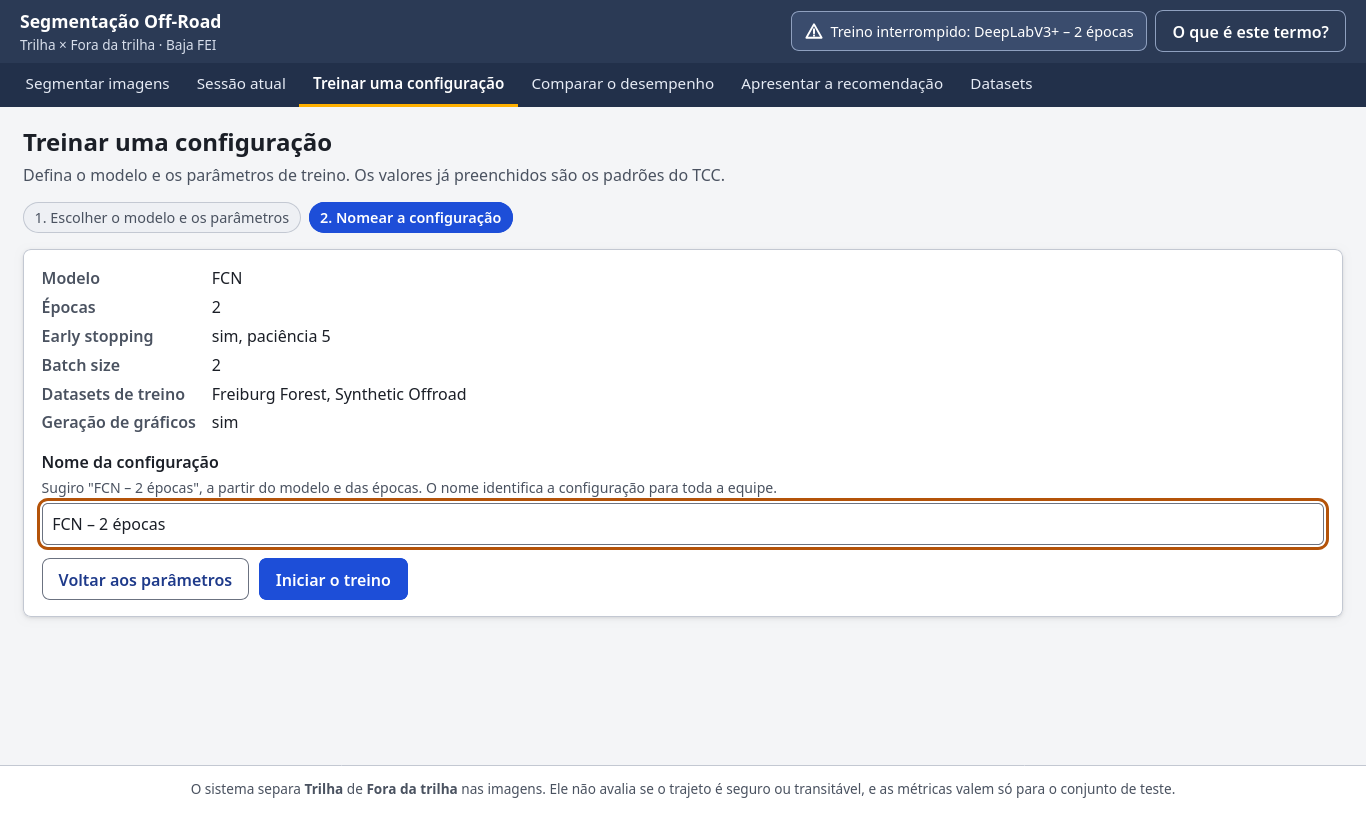 Segmentação Off-Road
Trilha × Fora da trilha · Baja FEI
Treino interrompido: DeepLabV3+ – 2 épocas
O que é este termo?
Segmentar imagens
Sessão atual
Treinar uma configuração
Comparar o desempenho
Apresentar a recomendação
Datasets
Treinar uma configuração
Defina o modelo e os parâmetros de treino. Os valores já preenchidos são os padrões do TCC.
1. Escolher o modelo e os parâmetros
2. Nomear a configuração
Modelo FCN
Épocas 2
Early stopping sim, paciência 5
Batch size 2
Datasets de treino Freiburg Forest, Synthetic Offroad
Geração de gráficos sim
Nome da configuração
Sugiro "FCN – 2 épocas", a partir do modelo e das épocas. O nome identifica a configuração para toda a equipe.
FCN – 2 épocas
Voltar aos parâmetros
Iniciar o treino
O sistema separa Trilha de Fora da trilha nas imagens. Ele não avalia se o trajeto é seguro ou transitável, e as métricas valem só para o conjunto de teste.